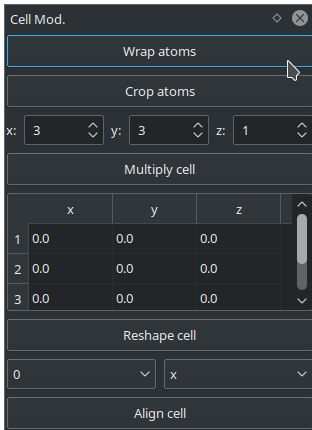 Cell Mod.
Wrap atoms
Crop atoms
x: 3 y: 3 z: 1
Multiply cell
x y z
1 0.0 0.0 0.0
2 0.0 0.0 0.0
3 0.0 0.0 0.0
Reshape cell
0 x
Align cell